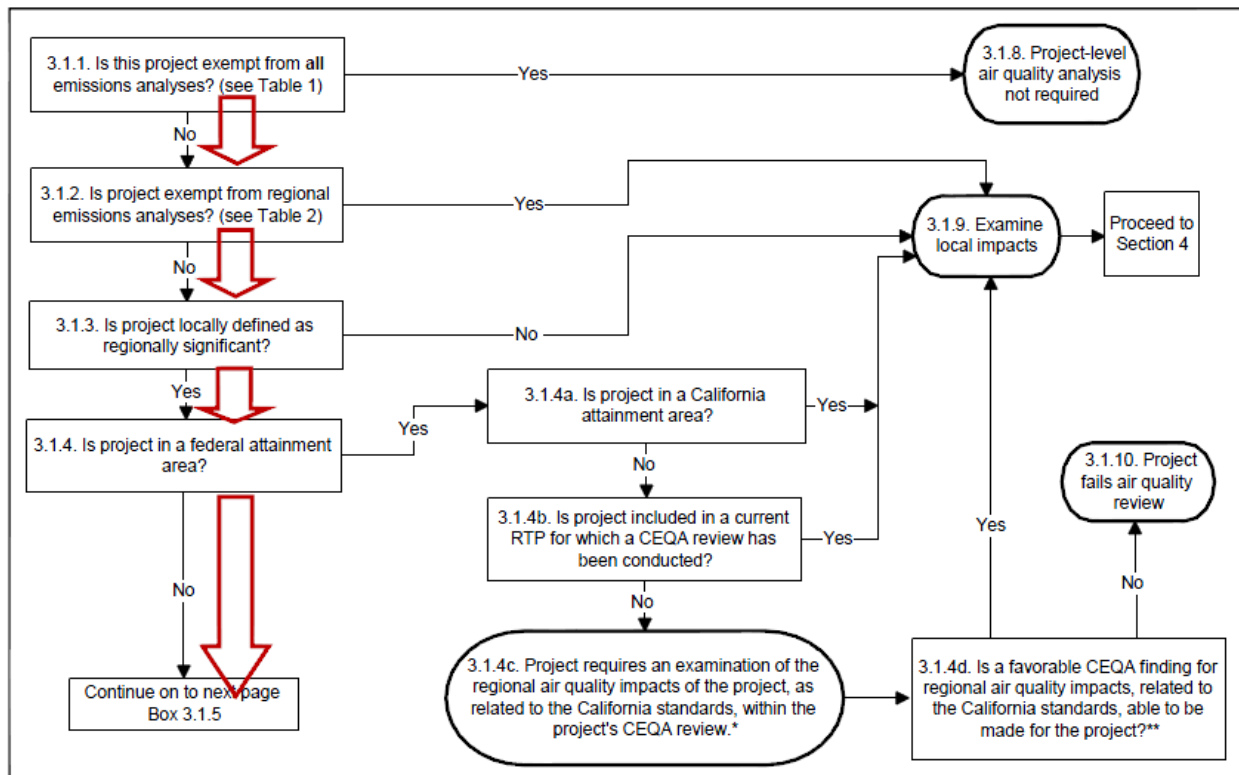 3.1.1. Is this project exempt from all
emissions analyses? (see Table 1)
Yes
3.1.8. Project-level
air quality analysis
not required
No
3.1.2. Is project exempt from regional
emissions analyses? (see Table 2)
Yes
3.1.9. Examine
local impacts
Proceed to
Section 4
No
3.1.3. Is project locally defined as
regionally significant?
No
Yes
3.1.4. Is project in a federal attainment
area?
Yes
3.1.4a. Is project in a California
attainment area?
Yes
No
3.1.4b. Is project included in a current
RTP for which a CEQA review has
been conducted?
Yes
No
3.1.10. Project
fails air quality
review
Yes
No
No
Continue on to next page
Box 3.1.5
3.1.4c. Project requires an examination of the
regional air quality impacts of the project, as
related to the California standards, within the
project's CEQA review.*
3.1.4d. Is a favorable CEQA finding for
regional air quality impacts, related to
the California standards, able to be
made for the project?**